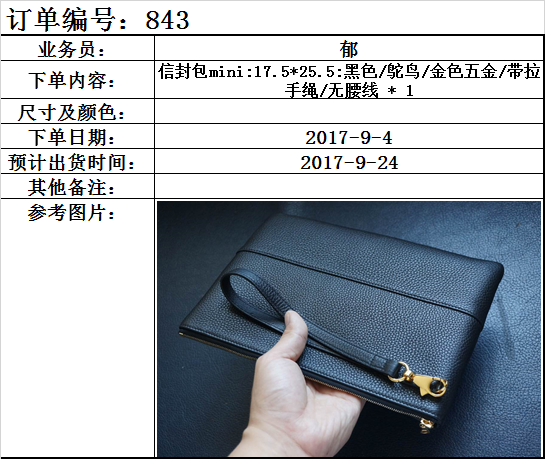 订单编号：843
业务员：
郁
下单内容：
信封包mini:17.5*25.5:黑色/鸵鸟/金色五金/带拉
手绳/无腰线 * 1
尺寸及颜色：
下单日期：
2017-9-4
预计出货时间：
2017-9-24
其他备注：
参考图片：